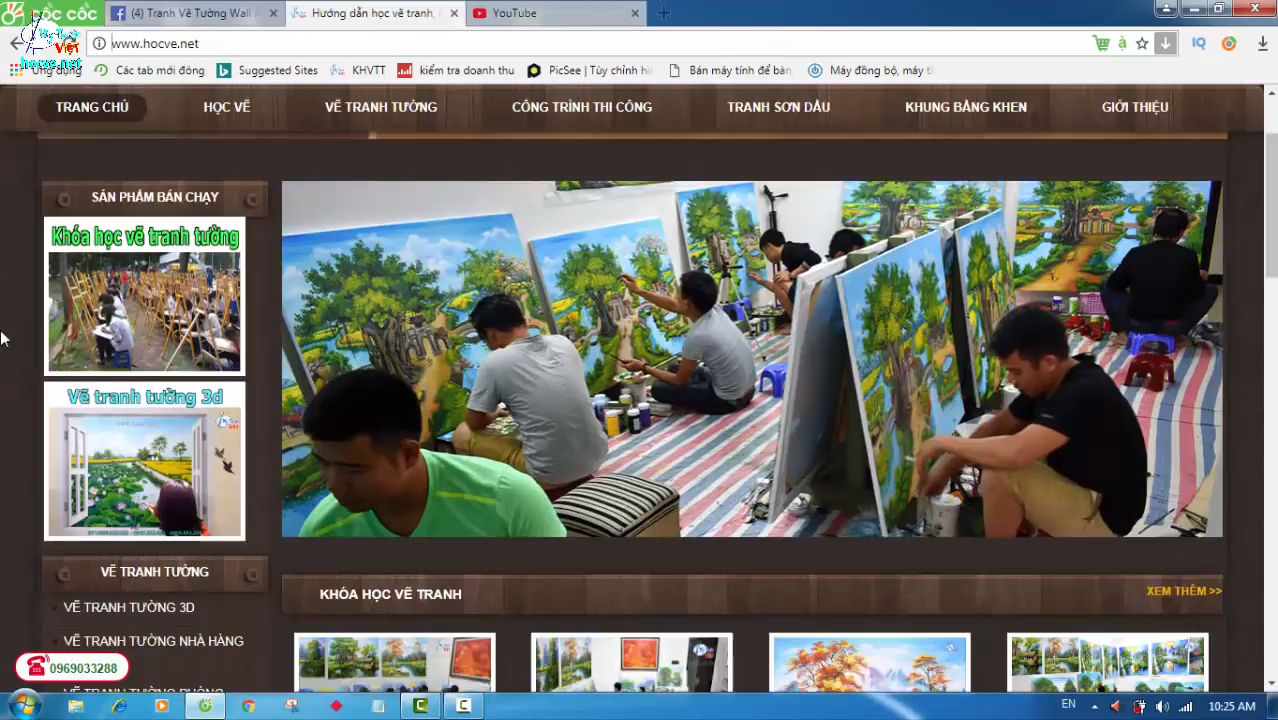 CỐC CỐC
(4) Tranh Vẽ Tường Wall
Hướng dẫn học vẽ tranh,
YouTube
www.hocve.net
Việt
hocve.net
Ứng dụng
Các tab mới đóng
Suggested Sites
KHVTT
kiểm tra doanh thu
PicSee | Tùy chỉnh hì
Bán máy tính để bàn
Máy đồng bộ, máy tí
TRANG CHỦ
HỌC VẼ
VẼ TRANH TƯỜNG
CÔNG TRÌNH THI CÔNG
TRANH SƠN DẦU
KHUNG BẰNG KHEN
GIỚI THIỆU
SẢN PHẨM BÁN CHẠY
Khóa học vẽ tranh tường
Vẽ tranh tường 3d
VẼ TRANH TƯỜNG
VẼ TRANH TƯỜNG 3D
VẼ TRANH TƯỜNG NHÀ HÀNG
VẼ TRANH TƯỜNG PHÒNG
0969033288
KHÓA HỌC VẼ TRANH
XEM THÊM >>
EN
10:25 AM